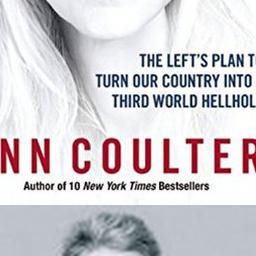 THE LEFT'S PLAN TO
TURN OUR COUNTRY INTO
THIRD WORLD HELLHOL
NN COULTER
Author of 10 New York Times Bestsellers